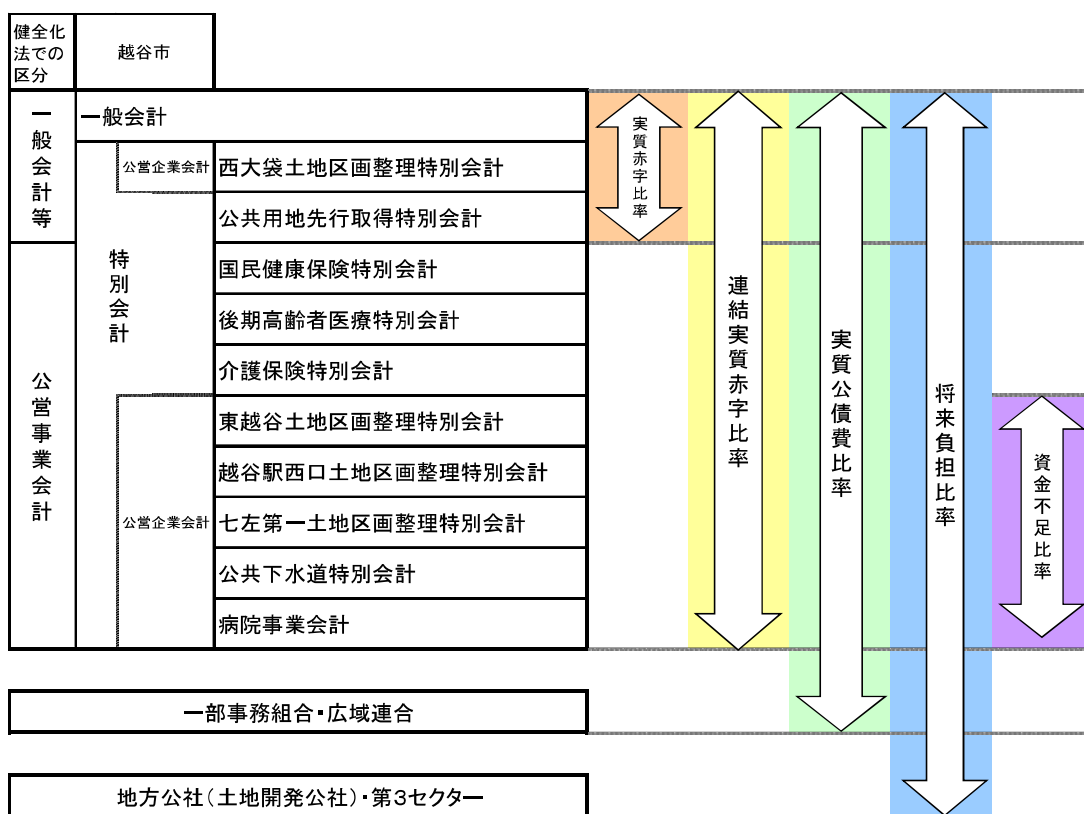 健全化
法での
区分
越谷市
一般会計等
一般会計
特別会計
公営企業会計
西大袋土地区画整理特別会計
公共用地先行取得特別会計
公営事業会計
国民健康保険特別会計
後期高齢者医療特別会計
介護保険特別会計
公営企業会計
東越谷土地区画整理特別会計
越谷駅西口土地区画整理特別会計
七左第一土地区画整理特別会計
公共下水道特別会計
病院事業会計
実質赤字比率
連結実質赤字比率
実質公債費比率
将来負担比率
資金不足比率
一部事務組合・広域連合
地方公社(土地開発公社)・第3セクター